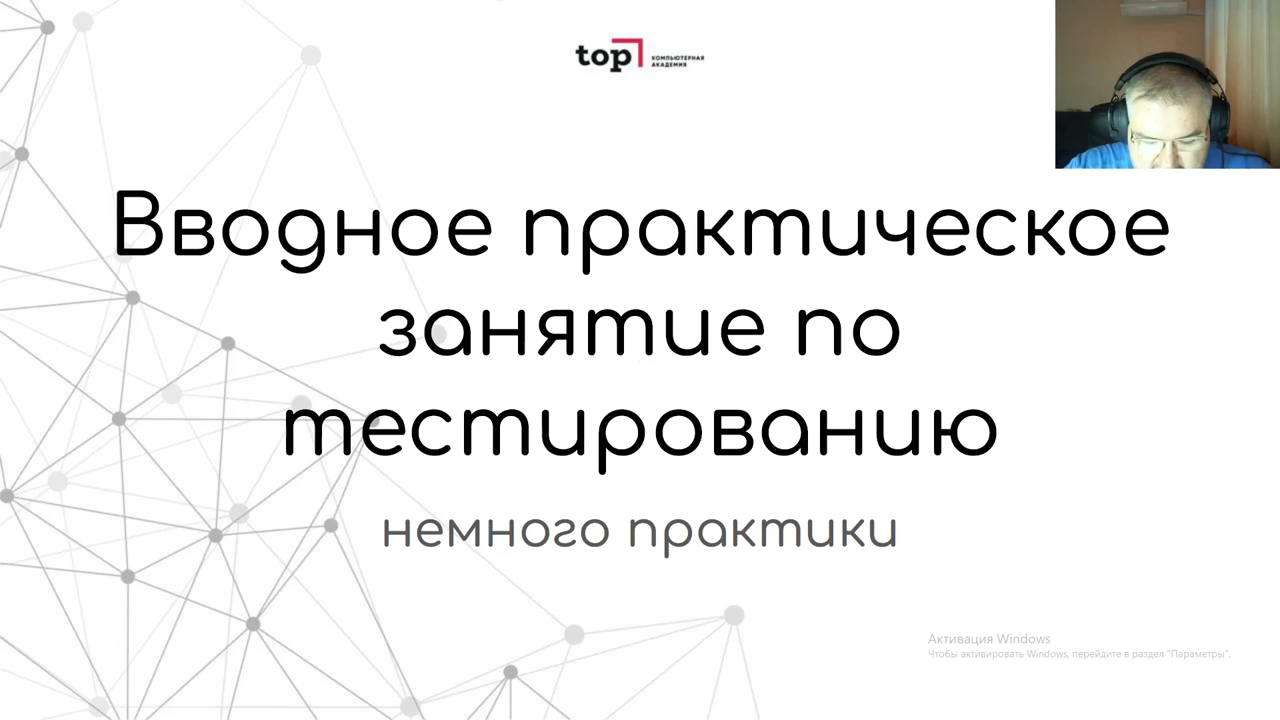 top КОМПЬЮТЕРНАЯ
АКАДЕМИЯ
Вводное практическое
занятие по
тестированию
немного практики
Активация Windows
Чтобы активировать Windows, перейдите в раздел "Параметры".